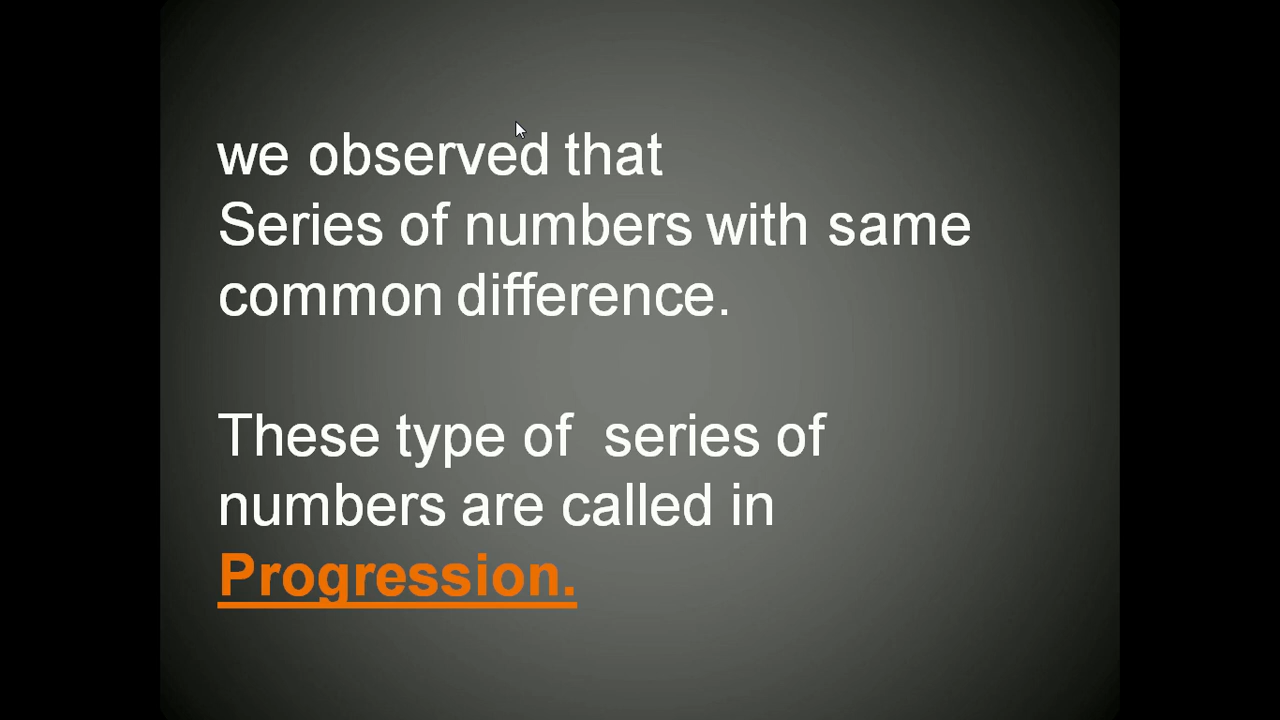 we observed that
Series of numbers with same
common difference.
These type of  series of
numbers are called in
Progression.